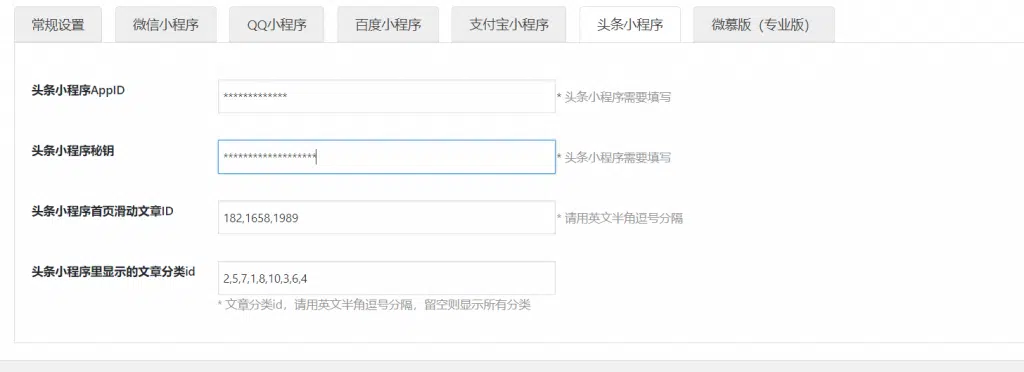 常规设置 微信小程序 QQ小程序 百度小程序 支付宝小程序 头条小程序 微慕版（专业版）
头条小程序AppID ************* * 头条小程序需要填写
头条小程序秘钥 ******************* * 头条小程序需要填写
头条小程序首页滑动文章ID 182,1658,1989 * 请用英文半角逗号分隔
头条小程序里显示的文章分类id 2,5,7,1,8,10,3,6,4
* 文章分类id，请用英文半角逗号分隔，留空则显示所有分类